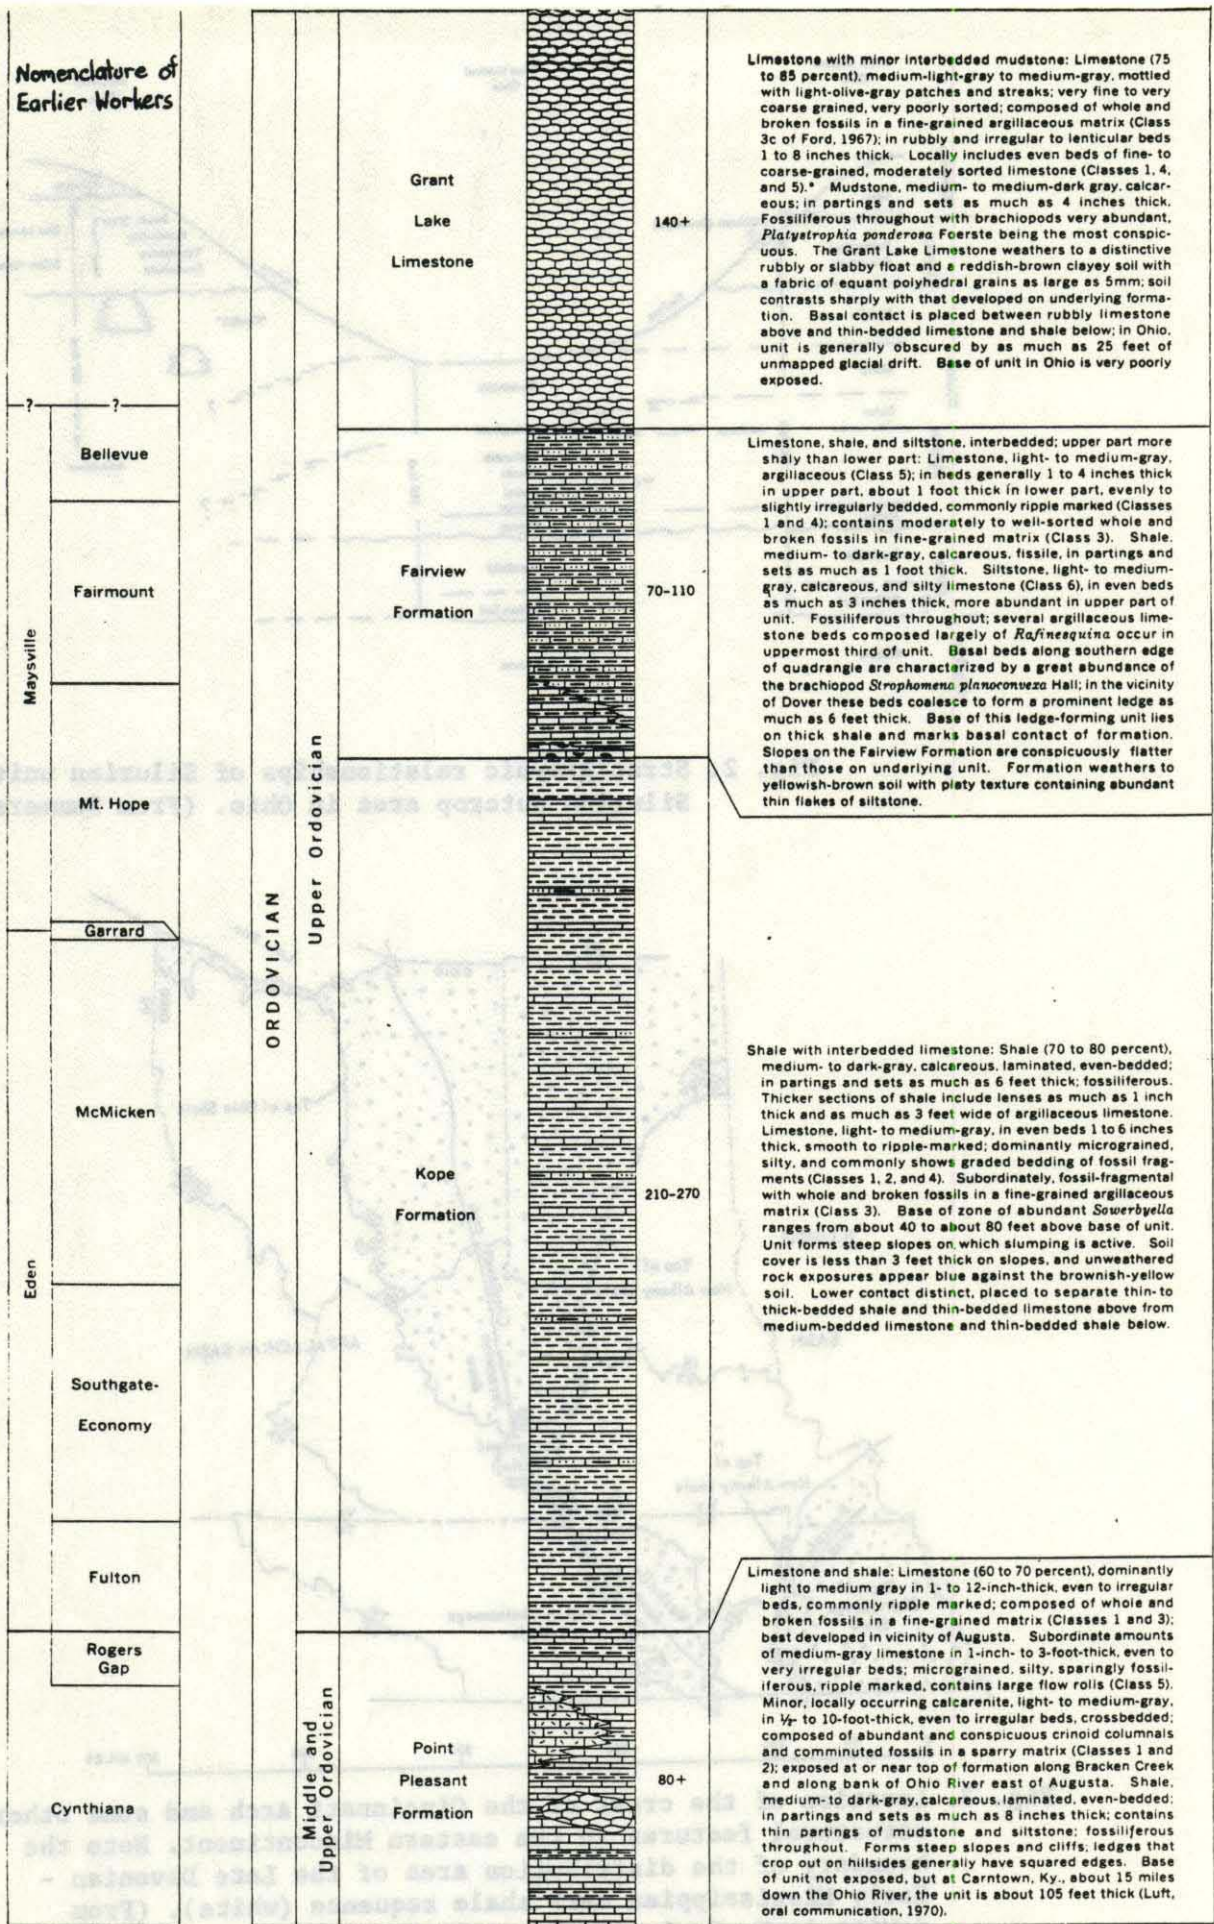 Nomenclature of
Earlier Workers
?
?
Bellevue
Fairmount
Maysville
Mt. Hope
Garrard
McMicken
Eden
Southgate-
Economy
Fulton
Rogers
Gap
Cynthiana
ORDOVICIAN
Upper Ordovician
Middle and
Upper Ordovician
Grant
Lake
Limestone
140+
Limestone with minor interbedded mudstone: Limestone (75
to 85 percent), medium-light-gray to medium-gray, mottled
with light-olive-gray patches and streaks; very fine to very
coarse grained, very poorly sorted; composed of whole and
broken fossils in a fine-grained argillaceous matrix (Class
3c of Ford, 1967); in rubbly and irregular to lenticular beds
1 to 8 inches thick. Locally includes even beds of fine- to
coarse-grained, moderately sorted limestone (Classes 1, 4,
and 5).* Mudstone, medium- to medium-dark gray, calcar-
eous; in partings and sets as much as 4 inches thick.
Fossiliferous throughout with brachiopods very abundant,
Platystrophia ponderosa Foerste being the most conspic-
uous. The Grant Lake Limestone weathers to a distinctive
rubbly or slabby float and a reddish-brown clayey soil with
a fabric of equant polyhedral grains as large as 5mm; soil
contrasts sharply with that developed on underlying forma-
tion. Basal contact is placed between rubbly limestone
above and thin-bedded limestone and shale below; in Ohio,
unit is generally obscured by as much as 25 feet of
unmapped glacial drift. Base of unit in Ohio is very poorly
exposed.
Fairview
Formation
70-110
Limestone, shale, and siltstone, interbedded; upper part more
shaly than lower part: Limestone, light- to medium-gray,
argillaceous (Class 5); in beds generally 1 to 4 inches thick
in upper part, about 1 foot thick in lower part, evenly to
slightly irregularly bedded, commonly ripple marked (Classes
1 and 4); contains moderately to well-sorted whole and
broken fossils in fine-grained matrix (Class 3). Shale,
medium- to dark-gray, calcareous, fissile, in partings and
sets as much as 1 foot thick. Siltstone, light- to medium-
gray, calcareous, and silty limestone (Class 6), in even beds
as much as 3 inches thick, more abundant in upper part of
unit. Fossiliferous throughout; several argillaceous lime-
stone beds composed largely of Rafinesquina occur in
uppermost third of unit. Basal beds along southern edge
of quadrangle are characterized by a great abundance of
the brachiopod Strophomena planoconvexa Hall; in the vicinity
of Dover these beds coalesce to form a prominent ledge as
much as 6 feet thick. Base of this ledge-forming unit lies
on thick shale and marks basal contact of formation.
Slopes on the Fairview Formation are conspicuously flatter
than those on underlying unit. Formation weathers to
yellowish-brown soil with platy texture containing abundant
thin flakes of siltstone.
Kope
Formation
210-270
Shale with interbedded limestone: Shale (70 to 80 percent),
medium- to dark-gray, calcareous, laminated, even-bedded;
in partings and sets as much as 6 feet thick; fossiliferous.
Thicker sections of shale include lenses as much as 1 inch
thick and as much as 3 feet wide of argillaceous limestone.
Limestone, light- to medium-gray, in even beds 1 to 6 inches
thick, smooth to ripple-marked; dominantly micrograined,
silty, and commonly shows graded bedding of fossil frag-
ments (Classes 1, 2, and 4). Subordinately, fossil-fragmental
with whole and broken fossils in a fine-grained argillaceous
matrix (Class 3). Base of zone of abundant Sowerbyella
ranges from about 40 to about 80 feet above base of unit.
Unit forms steep slopes on which slumping is active. Soil
cover is less than 3 feet thick on slopes, and unweathered
rock exposures appear blue against the brownish-yellow
soil. Lower contact distinct, placed to separate thin- to
thick-bedded shale and thin-bedded limestone above from
medium-bedded limestone and thin-bedded shale below.
Point
Pleasant
Formation
80+
Limestone and shale: Limestone (60 to 70 percent), dominantly
light to medium gray in 1- to 12-inch-thick, even to irregular
beds, commonly ripple marked; composed of whole and
broken fossils in a fine-grained matrix (Classes 1 and 3);
best developed in vicinity of Augusta. Subordinate amounts
of medium-gray limestone in 1-inch- to 3-foot-thick, even to
very irregular beds; micrograined, silty, sparingly fossil-
iferous, ripple marked, contains large flow rolls (Class 5).
Minor, locally occurring calcarenite, light- to medium-gray,
in ½- to 10-foot-thick, even to irregular beds, crossbedded;
composed of abundant and conspicuous crinoid columnals
and comminuted fossils in a sparry matrix (Classes 1 and
2); exposed at or near top of formation along Bracken Creek
and along bank of Ohio River east of Augusta. Shale,
medium- to dark-gray, calcareous, laminated, even-bedded;
in partings and sets as much as 8 inches thick; contains
thin partings of mudstone and siltstone; fossiliferous
throughout. Forms steep slopes and cliffs; ledges that
crop out on hillsides generally have squared edges. Base
of unit not exposed, but at Carntown, Ky., about 15 miles
down the Ohio River, the unit is about 105 feet thick (Luft,
oral communication, 1970).